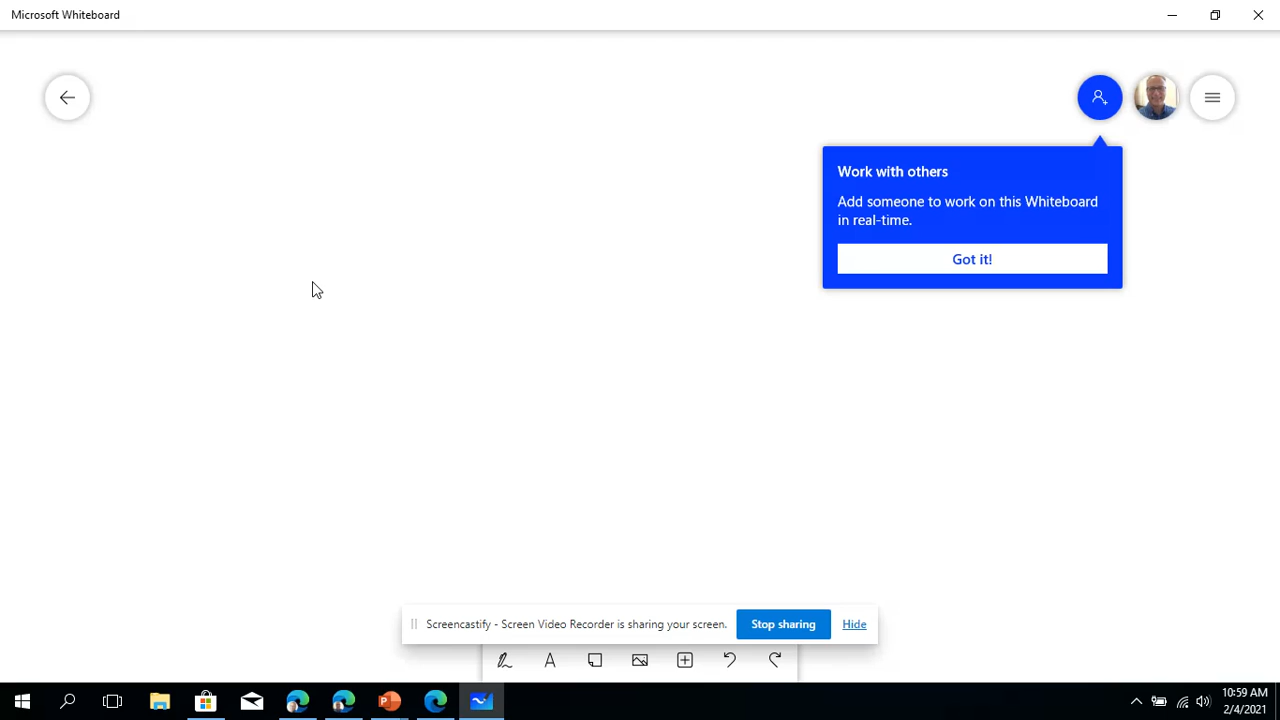 Microsoft Whiteboard
Work with others
Add someone to work on this Whiteboard
in real-time.
Got it!
Screencastify - Screen Video Recorder is sharing your screen.
Stop sharing
Hide
10:59 AM
2/4/2021